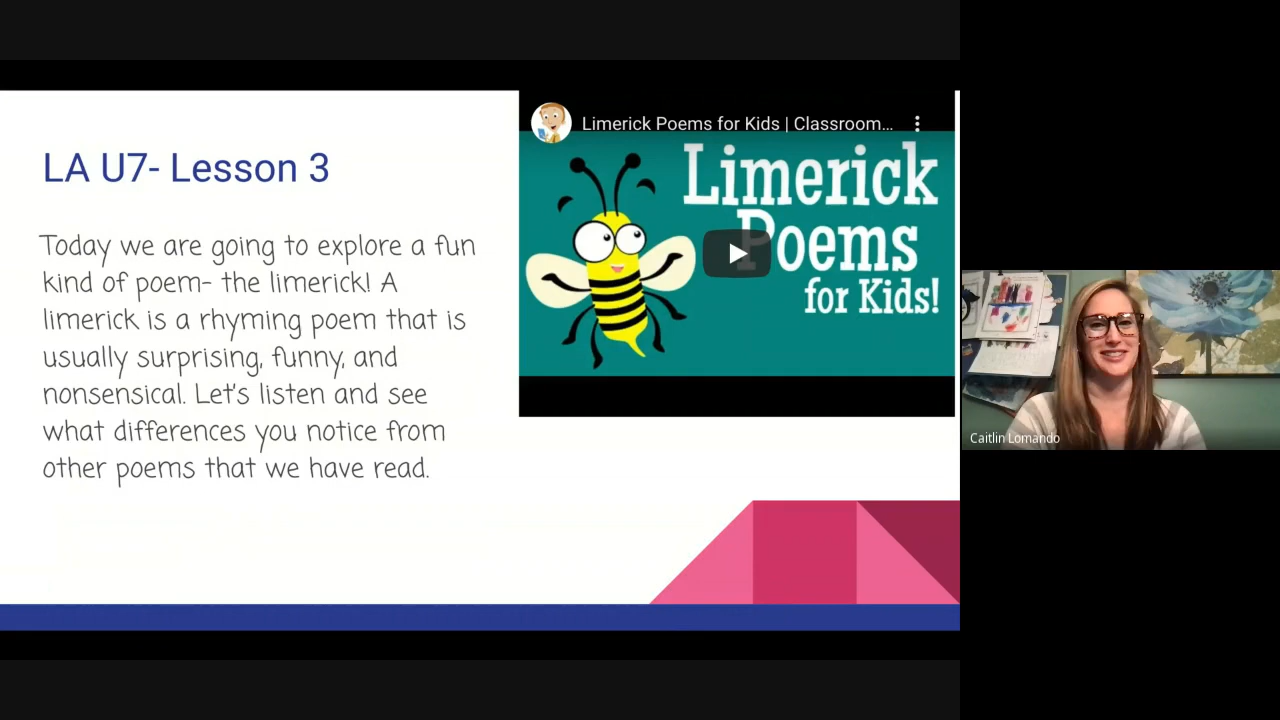 LA U7- Lesson 3
Today we are going to explore a fun
kind of poem- the limerick! A
limerick is a rhyming poem that is
usually surprising, funny, and
nonsensical. Let's listen and see
what differences you notice from
other poems that we have read.
Limerick Poems for Kids | Classroom...
Limerick
Poems
for Kids!
Caitlin Lomando